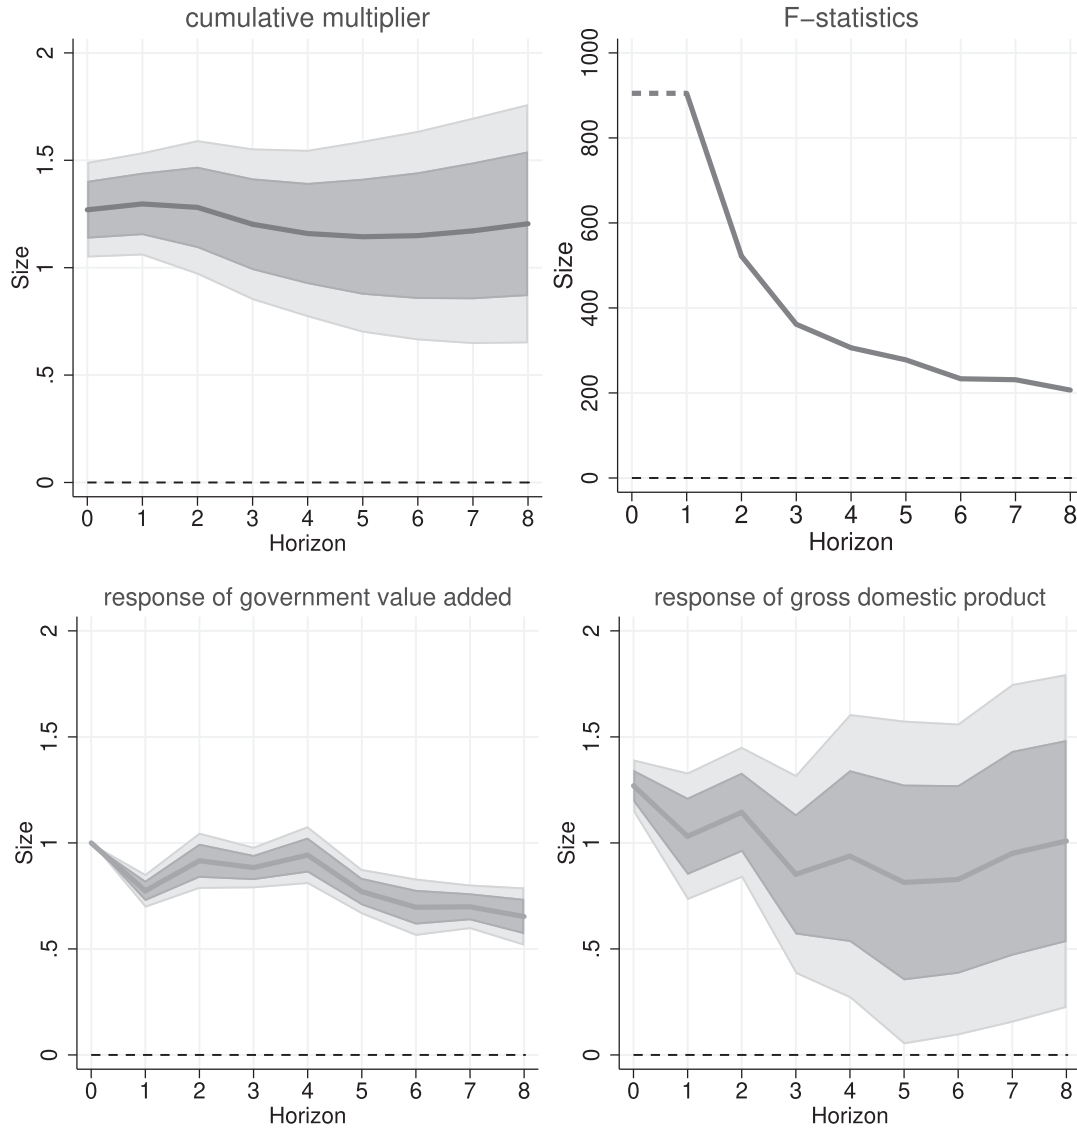 cumulative multiplier
Size
2
1.5
1
.5
0
0 1 2 3 4 5 6 7 8
Horizon
F−statistics
Size
1000
800
600
400
200
0
0 1 2 3 4 5 6 7 8
Horizon
response of government value added
Size
2
1.5
1
.5
0
0 1 2 3 4 5 6 7 8
Horizon
response of gross domestic product
Size
2
1.5
1
.5
0
0 1 2 3 4 5 6 7 8
Horizon